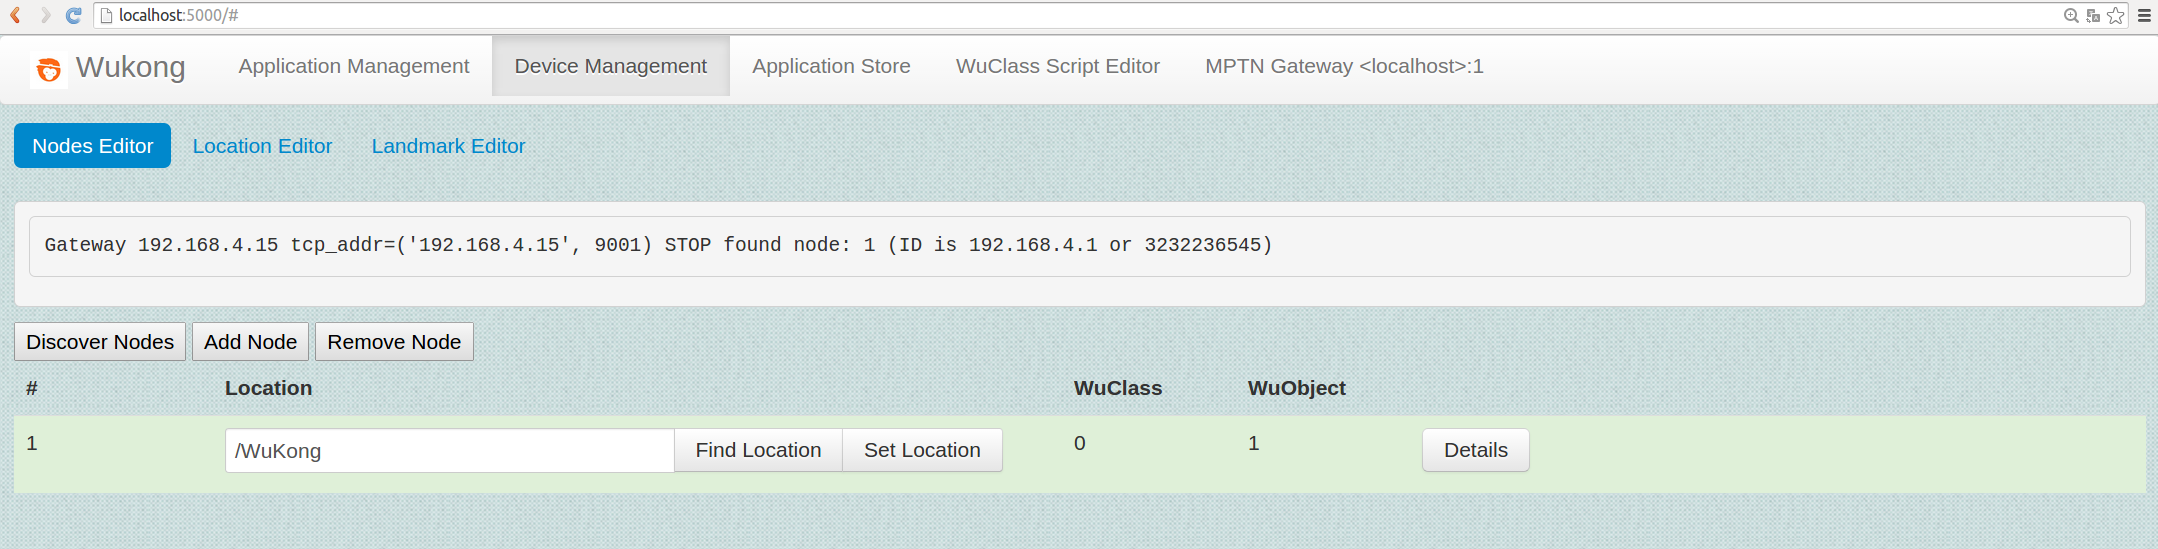 localhost:5000/#
Wukong Application Management Device Management Application Store WuClass Script Editor MPTN Gateway <localhost>:1
Nodes Editor Location Editor Landmark Editor
Gateway 192.168.4.15 tcp_addr=('192.168.4.15', 9001) STOP found node: 1 (ID is 192.168.4.1 or 3232236545)
Discover Nodes Add Node Remove Node
# Location WuClass WuObject
1 /WuKong Find Location Set Location 0 1 Details